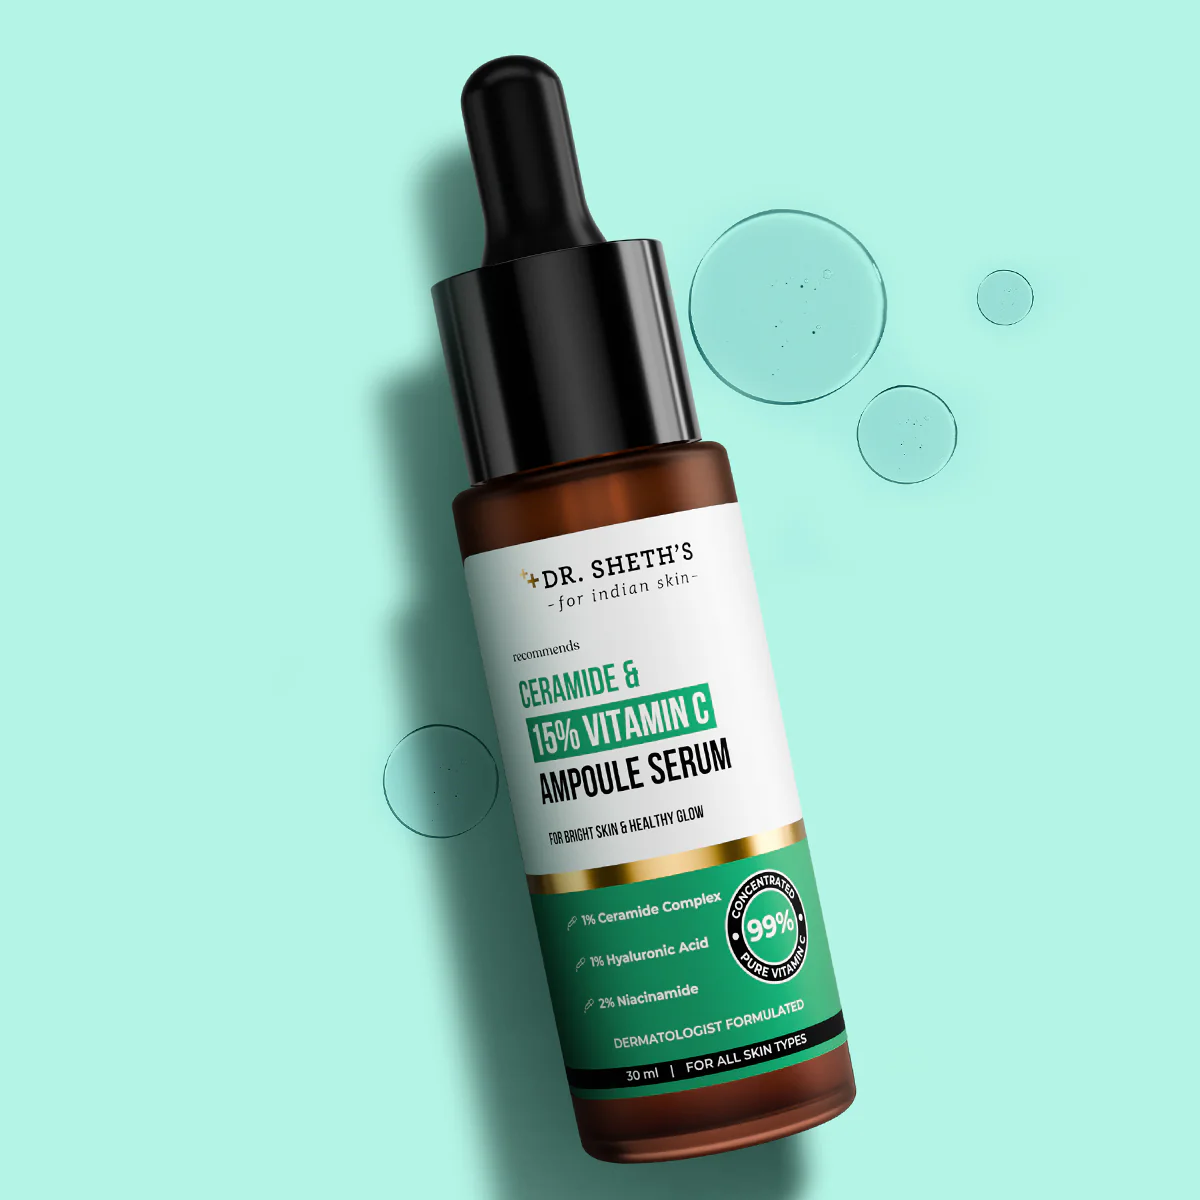 DR. SHETH'S
-for indian skin-
recommends
CERAMIDE &
15% VITAMIN C
AMPOULE SERUM
FOR BRIGHT SKIN & HEALTHY GLOW
1% Ceramide Complex
1% Hyaluronic Acid
2% Niacinamide
CONCENTRATED
99%
PURE VITAMIN C
DERMATOLOGIST FORMULATED
30 ml | FOR ALL SKIN TYPES